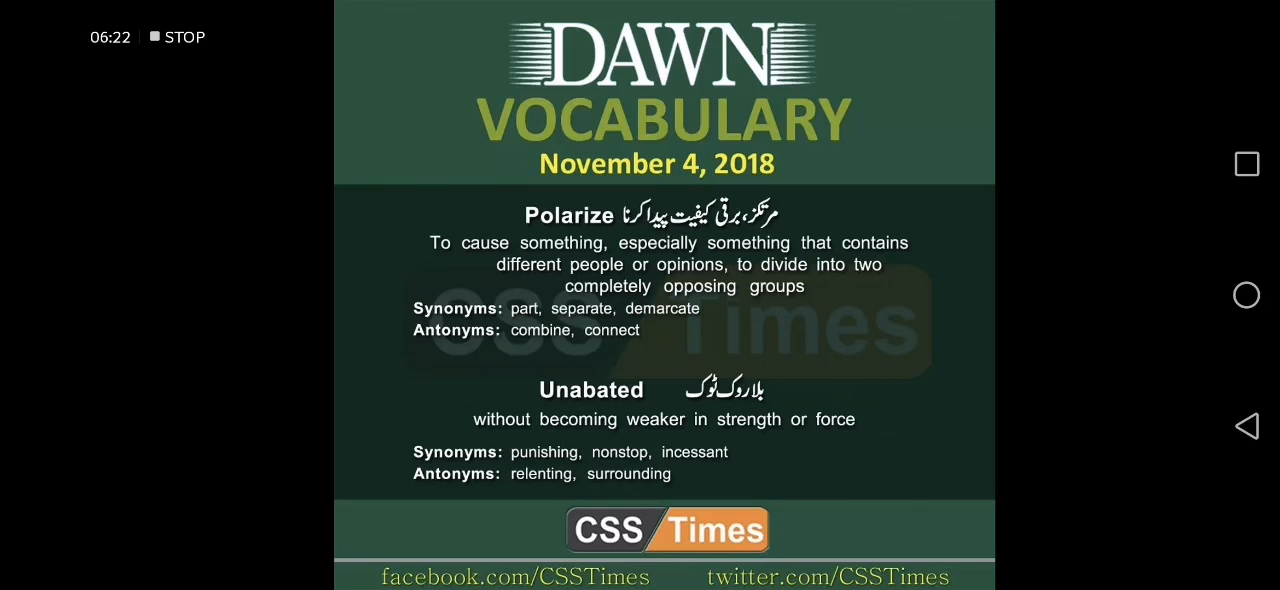 06:22 STOP
DAWN
VOCABULARY
November 4, 2018
Polarize مرتکز، برقی کیفیت پیدا کرنا
To cause something, especially something that contains
different people or opinions, to divide into two
completely opposing groups
Synonyms: part, separate, demarcate
Antonyms: combine, connect
CSS Times
Unabated بلا روک ٹوک
without becoming weaker in strength or force
Synonyms: punishing, nonstop, incessant
Antonyms: relenting, surrounding
CSS Times
facebook.com/CSSTimes twitter.com/CSSTimes